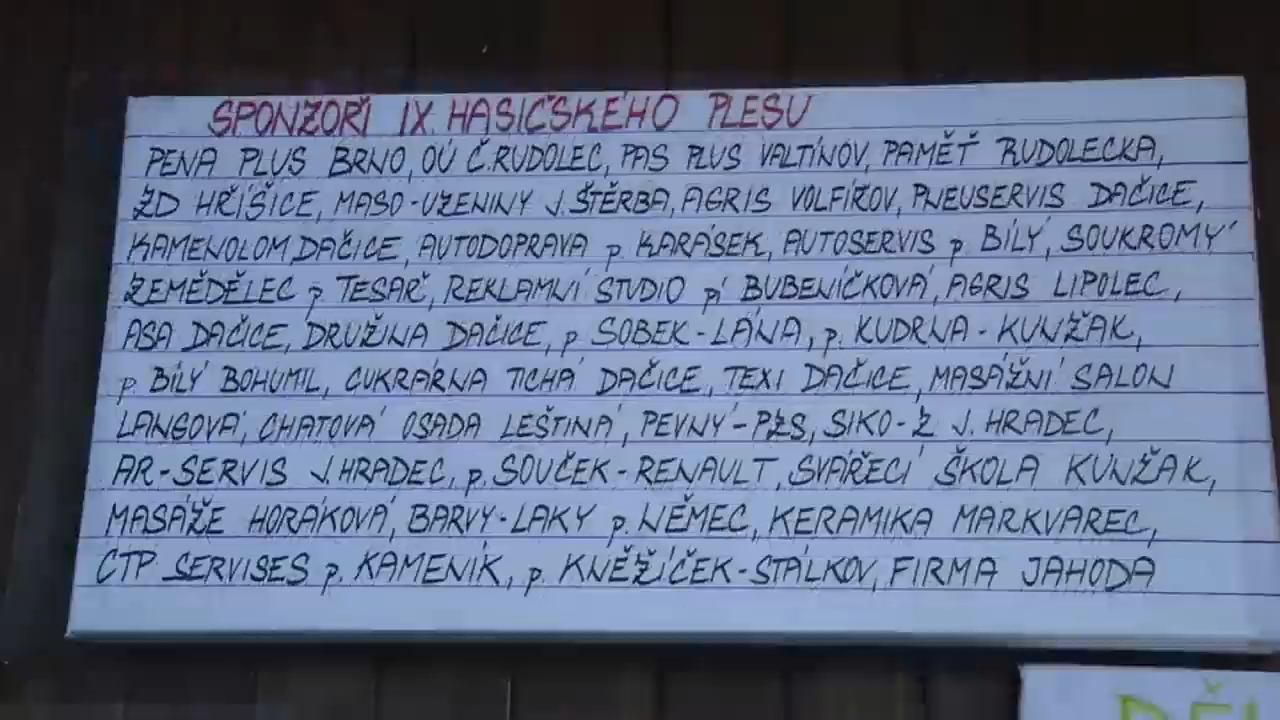 SPONZOŘI IX. HASIČSKÉHO PLESU
PENA PLUS BRNO, OÚ Č.RUDOLEC, PAS PLUS VALTÍNOV, PAMĚŤ RUDOLECKA,
ZD HŘÍŠICE, MASO-UZENINY J.ŠTĚRBA, AGRIS VOLFÍŘOV, PNEUSERVIS DAČICE,
KAMENOLOM DAČICE, AUTODOPRAVA p. KARÁSEK, AUTOSERVIS p. BÍLÝ, SOUKROMÝ
ZEMĚDĚLEC p. TESAŘ, REKLAMNÍ STUDIO pí BUBENÍČKOVÁ, AGRIS LIPOLEC,
ASA DAČICE, DRUŽINA DAČICE, p. SOBEK-LÁNA, p. KUDRNA-KUNŽAK,
p. BÍLÝ BOHUMIL, CUKRÁRNA TICHÁ DAČICE, TEXI DAČICE, MASÁŽNÍ SALON
LANGOVÁ, CHATOVÁ OSADA LEŠTINA, PEVNÝ-PZS, SIKO-Z J. HRADEC,
AR-SERVIS J.HRADEC, p. SOUČEK-RENAULT, SVÁŘECÍ ŠKOLA KUNŽAK,
MASÁŽE HORÁKOVÁ, BARVY-LAKY p. NĚMEC, KERAMIKA MARKVAREC,
CTP SERVISES p. KAMENÍK, p. KNĚŽÍČEK-STÁLKOV, FIRMA JAHODA
DĚ